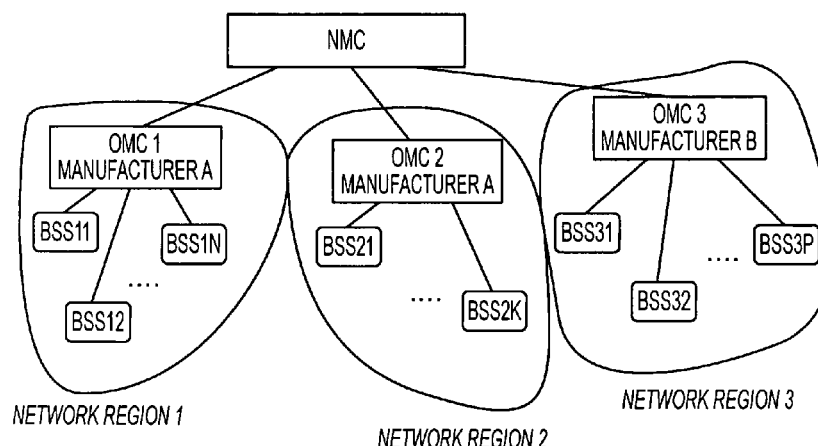 NMC
OMC 1
MANUFACTURER A
OMC 2
MANUFACTURER A
OMC 3
MANUFACTURER B
BSS11
BSS1N
....
BSS12
BSS21
....
BSS2K
BSS31
....
BSS3P
BSS32
NETWORK REGION 1
NETWORK REGION 2
NETWORK REGION 3